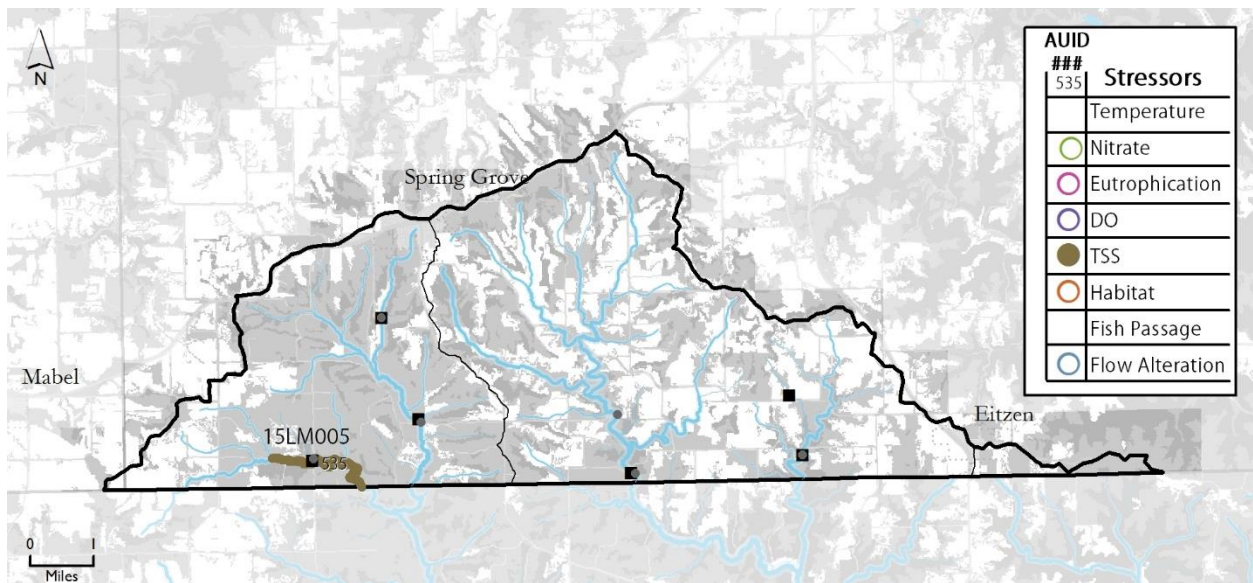 N
Spring Grove
Mabel
Eitzen
15LM005
535
0 1
Miles
AUID
###
535 Stressors
Temperature
Nitrate
Eutrophication
DO
TSS
Habitat
Fish Passage
Flow Alteration